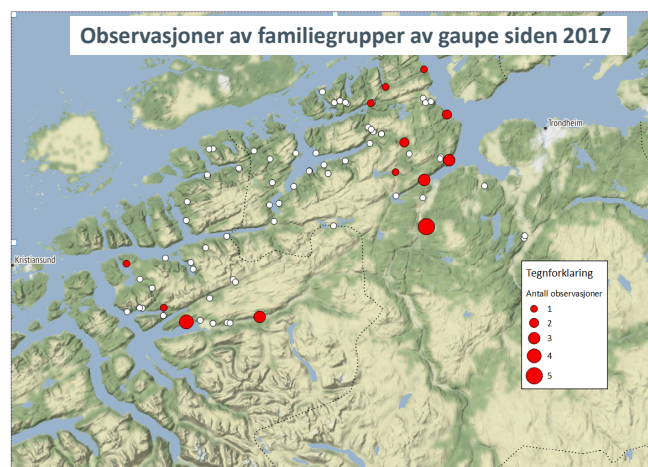 Observasjoner av familiegrupper av gaupe siden 2017
Trondheim
Kristiansund
Tegnforklaring
Antall observasjoner
1
2
3
4
5